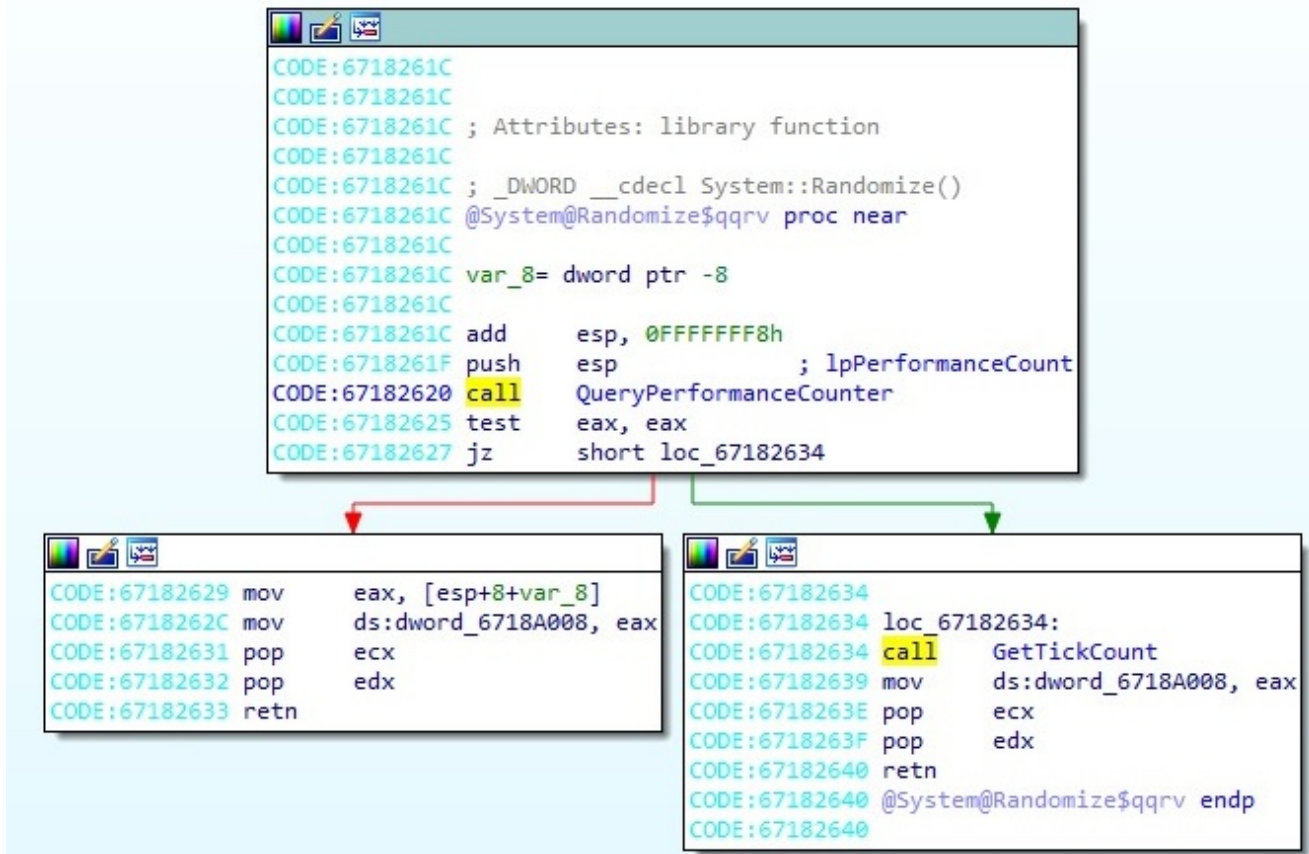 CODE:6718261C
CODE:6718261C
CODE:6718261C ; Attributes: library function
CODE:6718261C
CODE:6718261C ; _DWORD __cdecl System::Randomize()
CODE:6718261C @System@Randomize$qqrv proc near
CODE:6718261C
CODE:6718261C var_8= dword ptr -8
CODE:6718261C
CODE:6718261C add     esp, 0FFFFFFF8h
CODE:6718261F push    esp             ; lpPerformanceCount
CODE:67182620 call    QueryPerformanceCounter
CODE:67182625 test    eax, eax
CODE:67182627 jz      short loc_67182634
CODE:67182629 mov     eax, [esp+8+var_8]
CODE:6718262C mov     ds:dword_6718A008, eax
CODE:67182631 pop     ecx
CODE:67182632 pop     edx
CODE:67182633 retn
CODE:67182634
CODE:67182634 loc_67182634:
CODE:67182634 call    GetTickCount
CODE:67182639 mov     ds:dword_6718A008, eax
CODE:6718263E pop     ecx
CODE:6718263F pop     edx
CODE:67182640 retn
CODE:67182640 @System@Randomize$qqrv endp
CODE:67182640